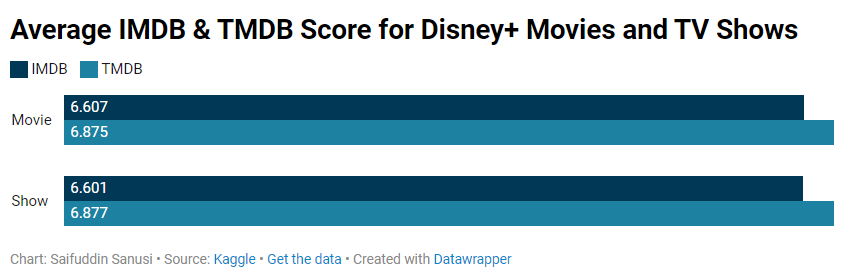 Average IMDB & TMDB Score for Disney+ Movies and TV Shows
IMDB TMDB
Movie
6.607
6.875
Show
6.601
6.877
Chart: Saifuddin Sanusi • Source: Kaggle • Get the data • Created with Datawrapper